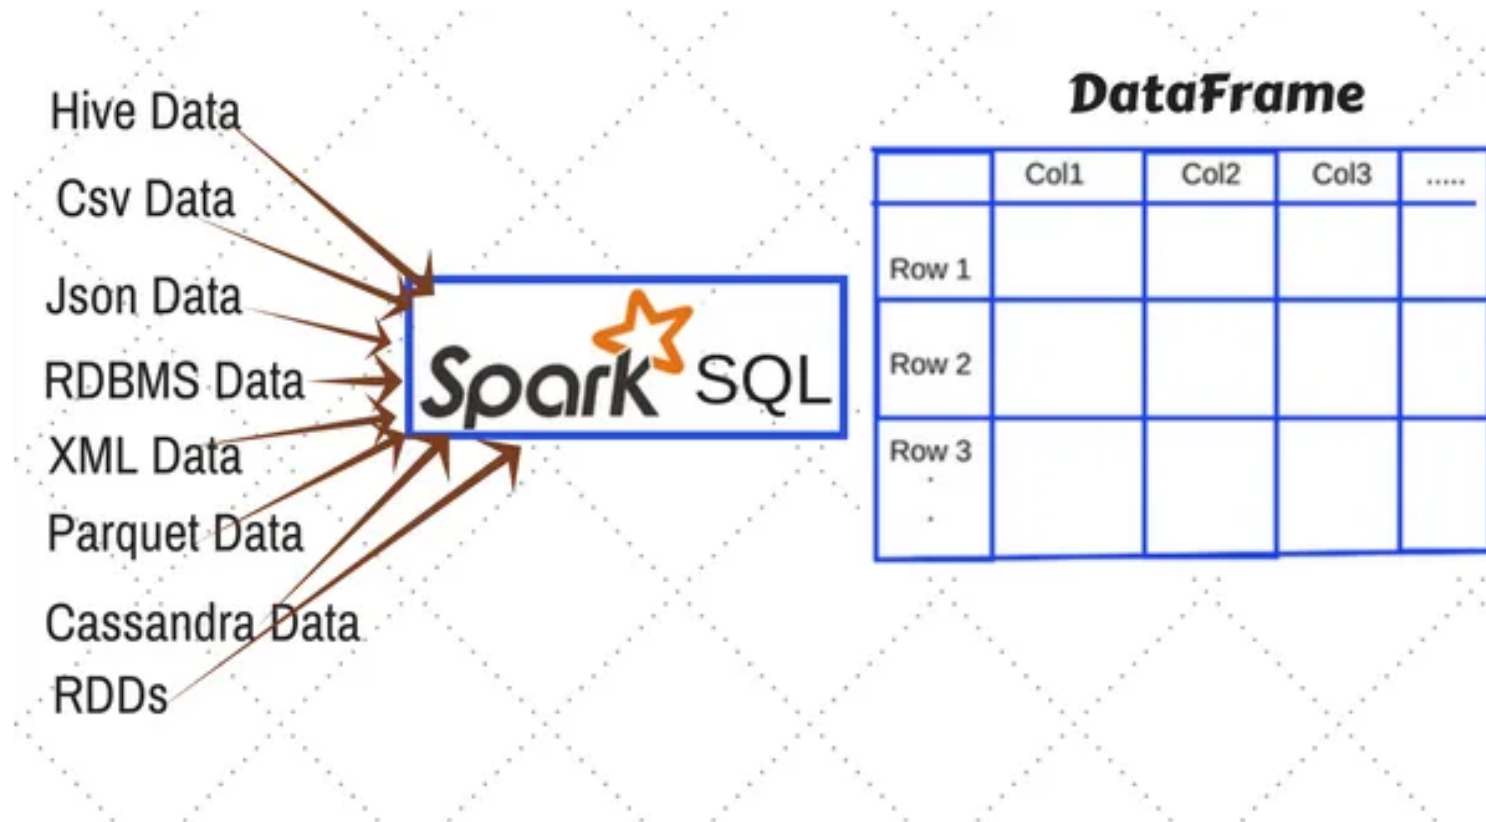 Hive Data
Csv Data
Json Data
RDBMS Data
XML Data
Parquet Data
Cassandra Data
RDDs
Spark SQL
DataFrame
Col1 Col2 Col3 .....
Row 1
Row 2
Row 3
.
.